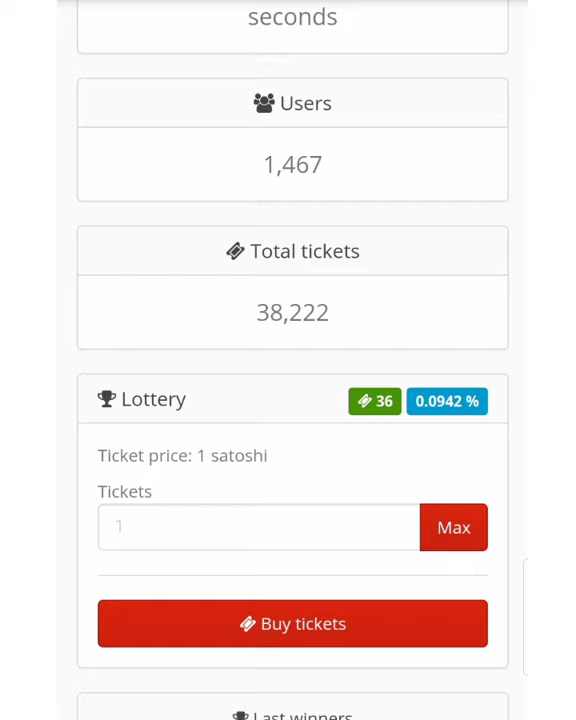 seconds
Users
1,467
Total tickets
38,222
Lottery
36
0.0942 %
Ticket price: 1 satoshi
Tickets
1
Max
Buy tickets
Last winners